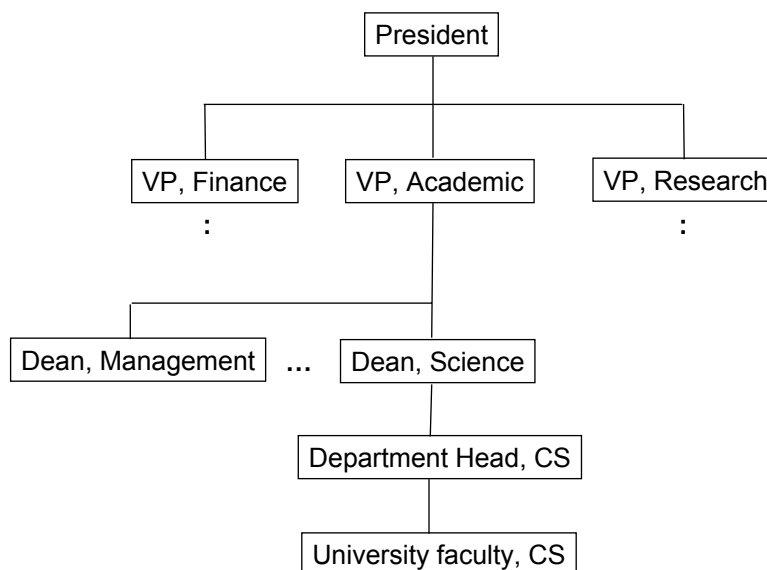 President
VP, Finance
VP, Academic
VP, Research
:
:
Dean, Management
...
Dean, Science
Department Head, CS
University faculty, CS